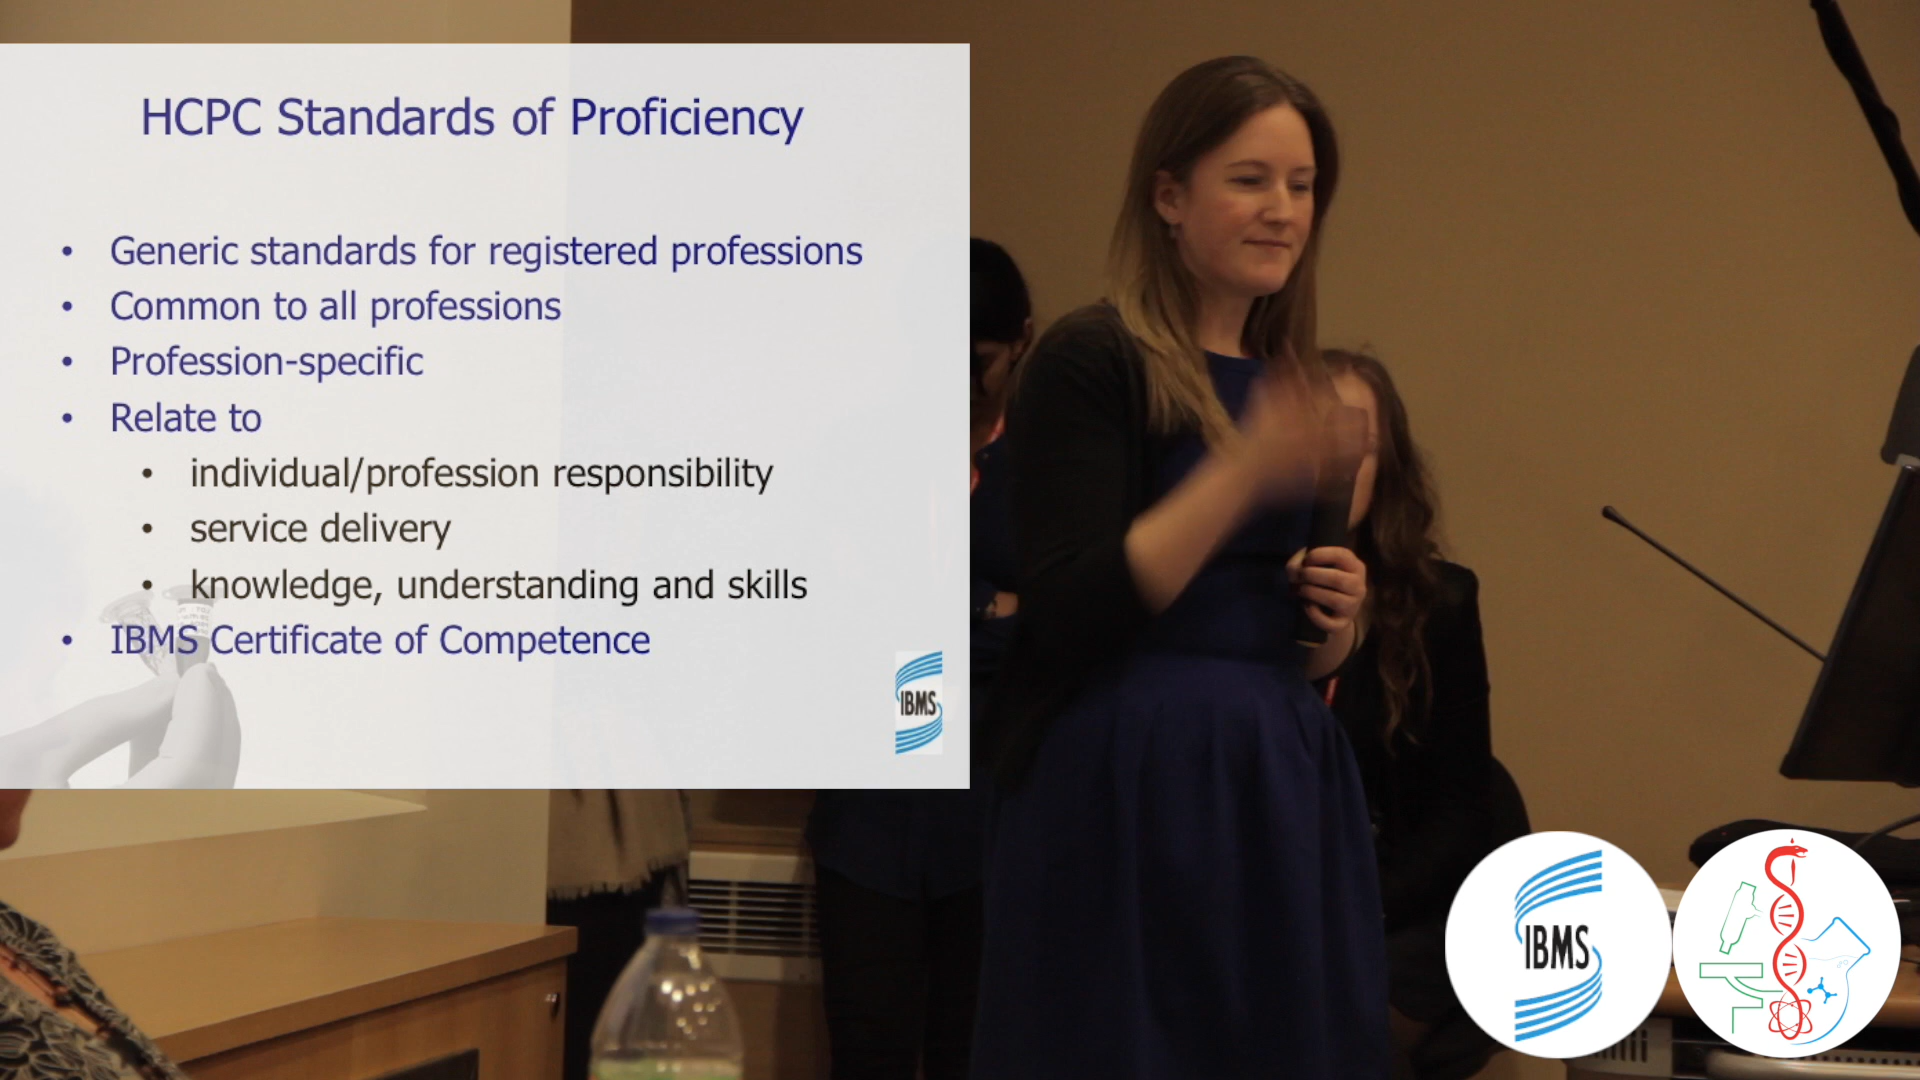 HCPC Standards of Proficiency
• Generic standards for registered professions
• Common to all professions
• Profession-specific
• Relate to
• individual/profession responsibility
• service delivery
• knowledge, understanding and skills
• IBMS Certificate of Competence
IBMS
IBMS